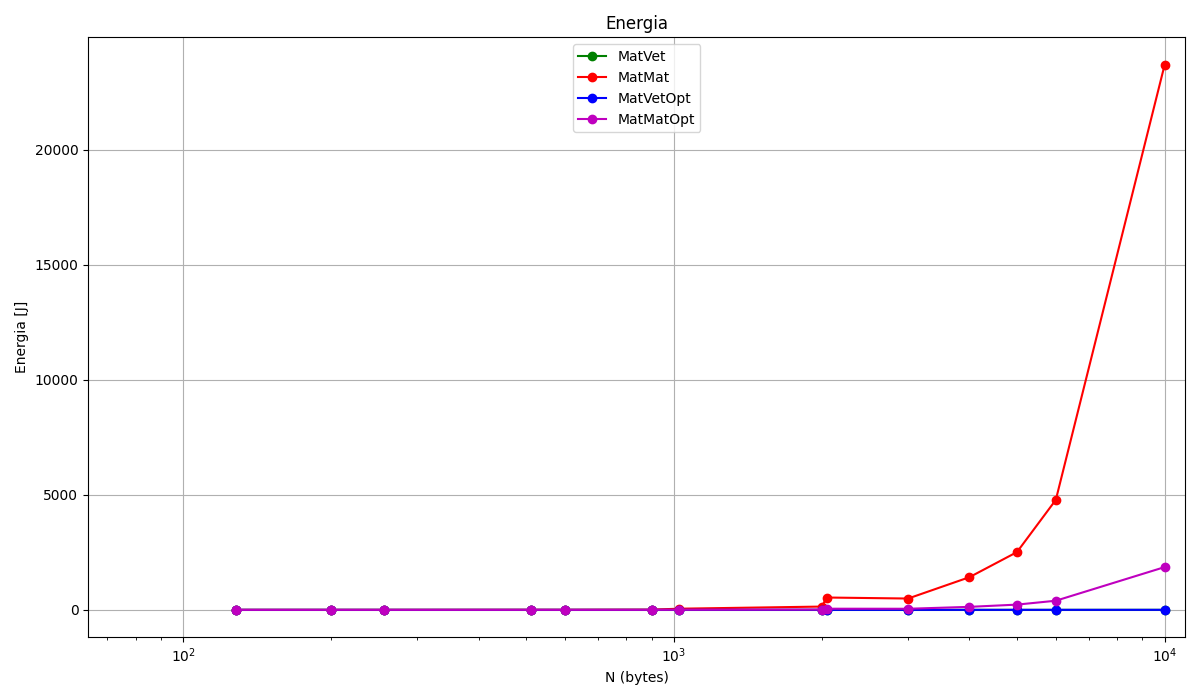 Energia
MatVet
MatMat
MatVetOpt
MatMatOpt
20000
15000
10000
5000
0
Energia [J]
10²
10³
10⁴
N (bytes)